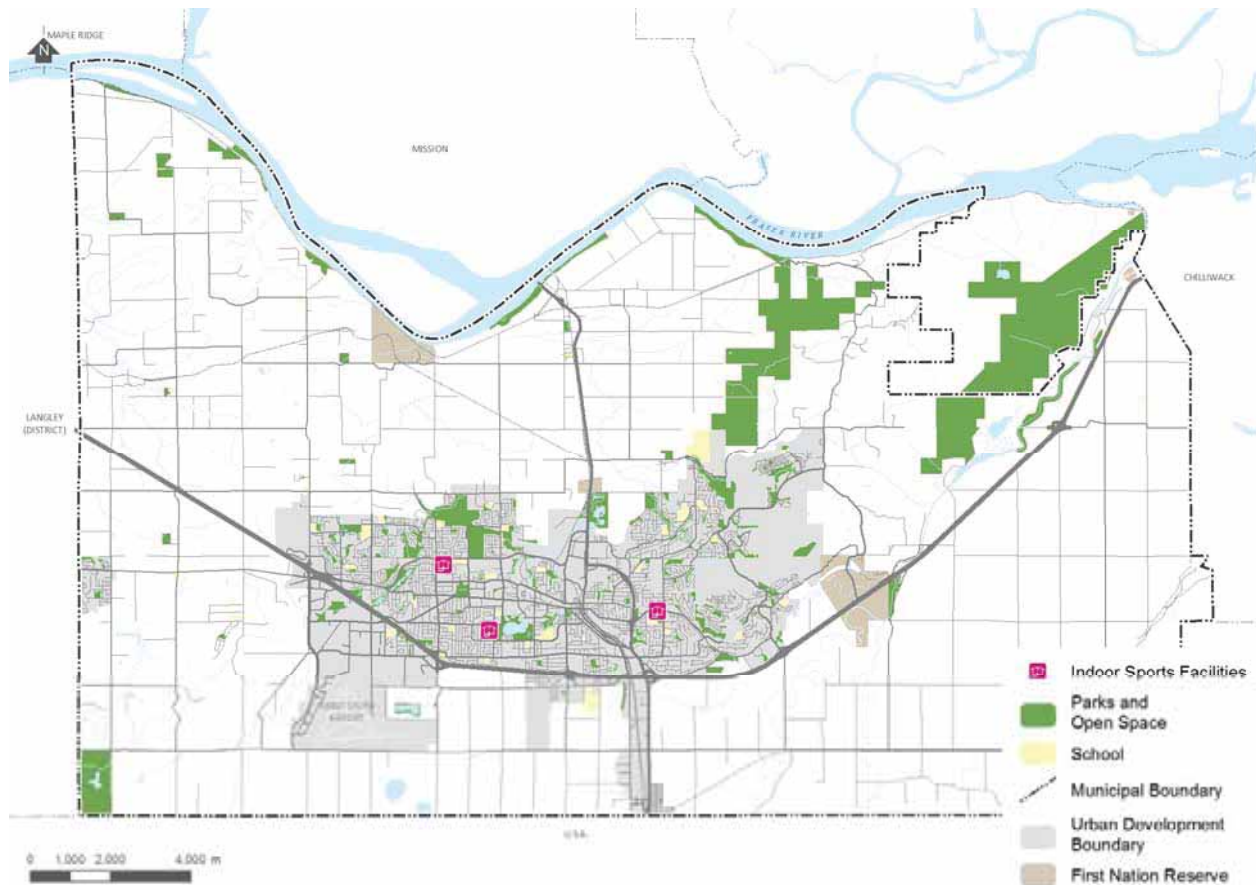 MAPLE RIDGE
N
MISSION
FRASER RIVER
CHILLIWACK
LANGLEY
(DISTRICT)
AIRPORT
U.S.A.
Indoor Sports Facilities
Parks and
Open Space
School
Municipal Boundary
Urban Development
Boundary
First Nation Reserve
0 1,000 2,000 4,000 m